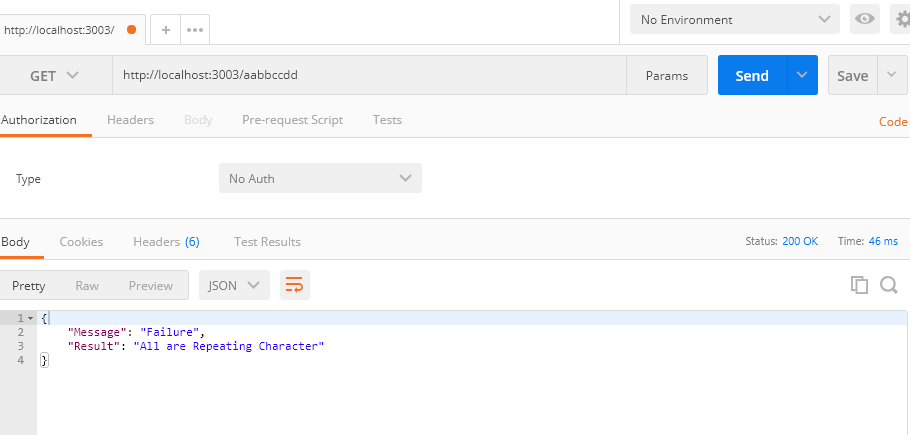 http://localhost:3003/
No Environment
GET http://localhost:3003/aabbccdd Params Send Save
Authorization Headers Body Pre-request Script Tests Code
Type No Auth
Body Cookies Headers (6) Test Results Status: 200 OK Time: 46 ms
Pretty Raw Preview JSON
1 {
2 "Message": "Failure",
3 "Result": "All are Repeating Character"
4 }